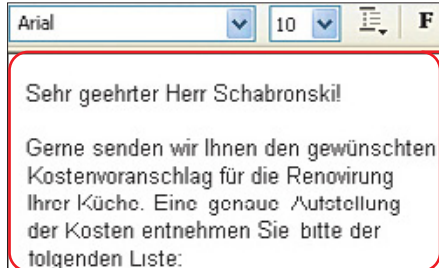 Arial 10 F
Sehr geehrter Herr Schabronski!
Gerne senden wir Ihnen den gewünschten
Kostenvoranschlag für die Renovirung
Ihrer Küche. Eine genaue Aufstellung
der Kosten entnehmen Sie bitte der
folgenden Liste: